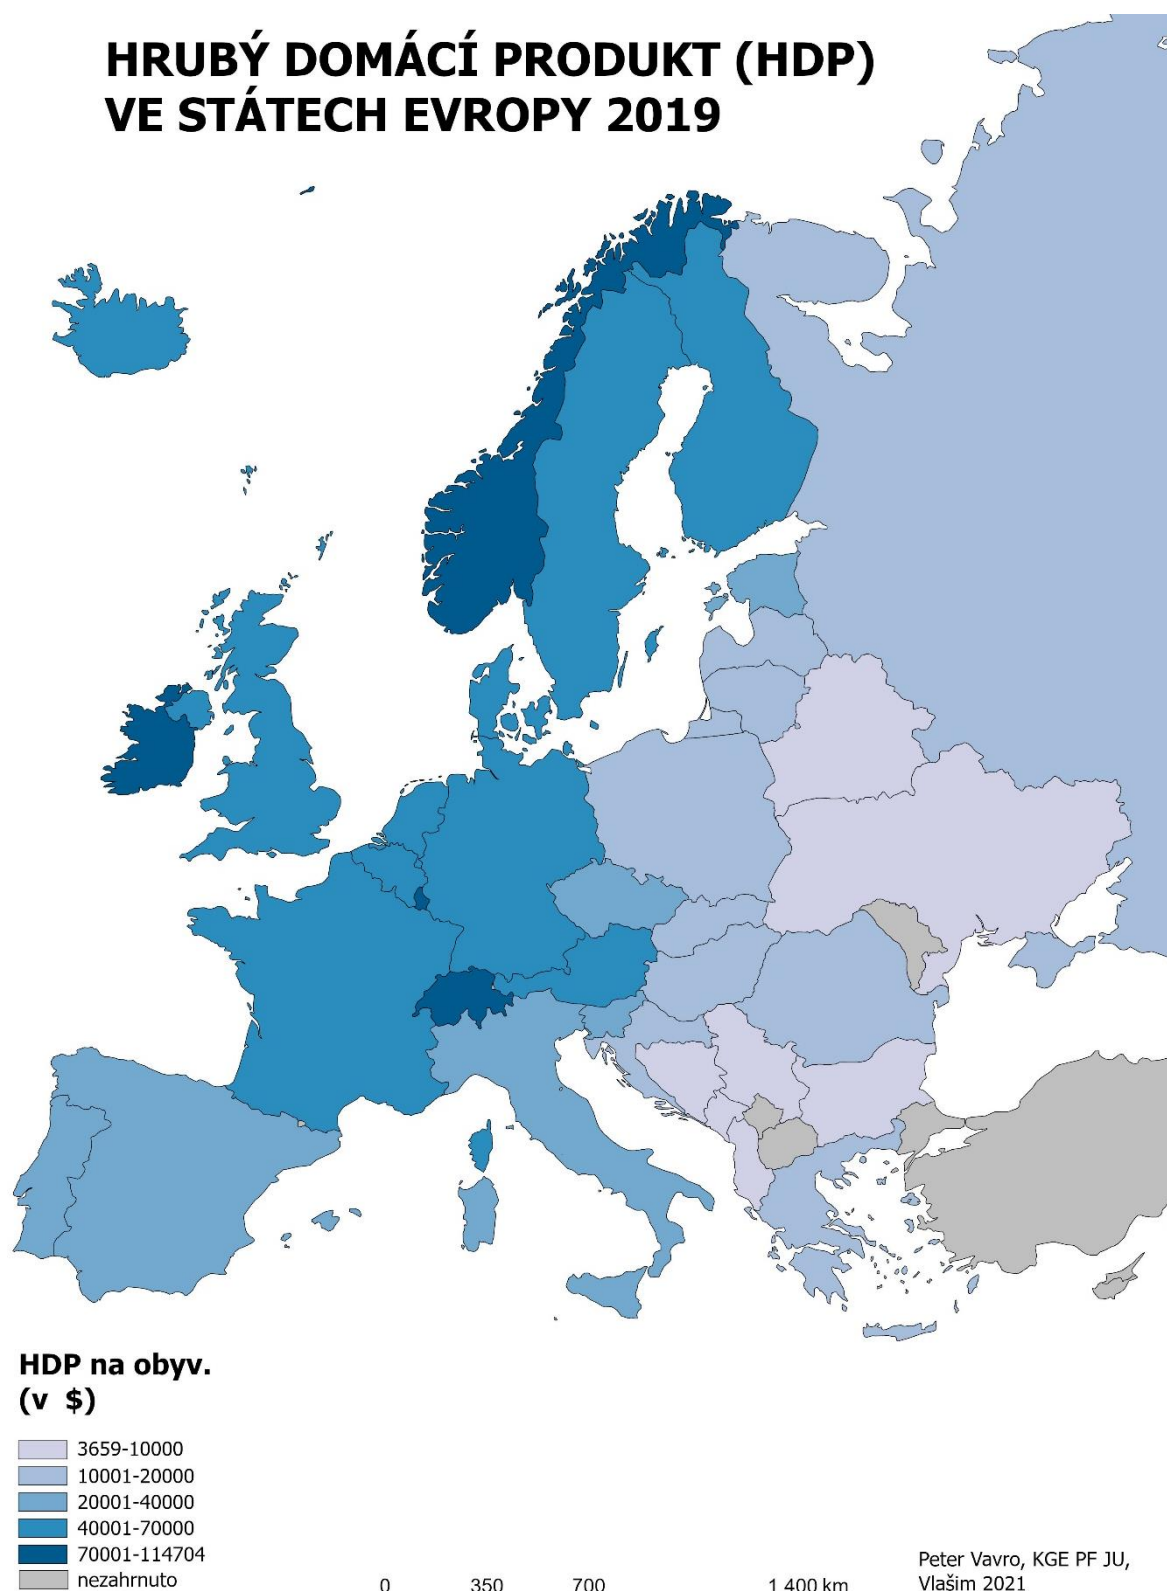 HRUBÝ DOMÁCÍ PRODUKT (HDP)
VE STÁTECH EVROPY 2019
HDP na obyv.
(v $)
3659-10000
10001-20000
20001-40000
40001-70000
70001-114704
nezahrnuto
0 350 700 1 400 km
Peter Vavro, KGE PF JU,
Vlašim 2021